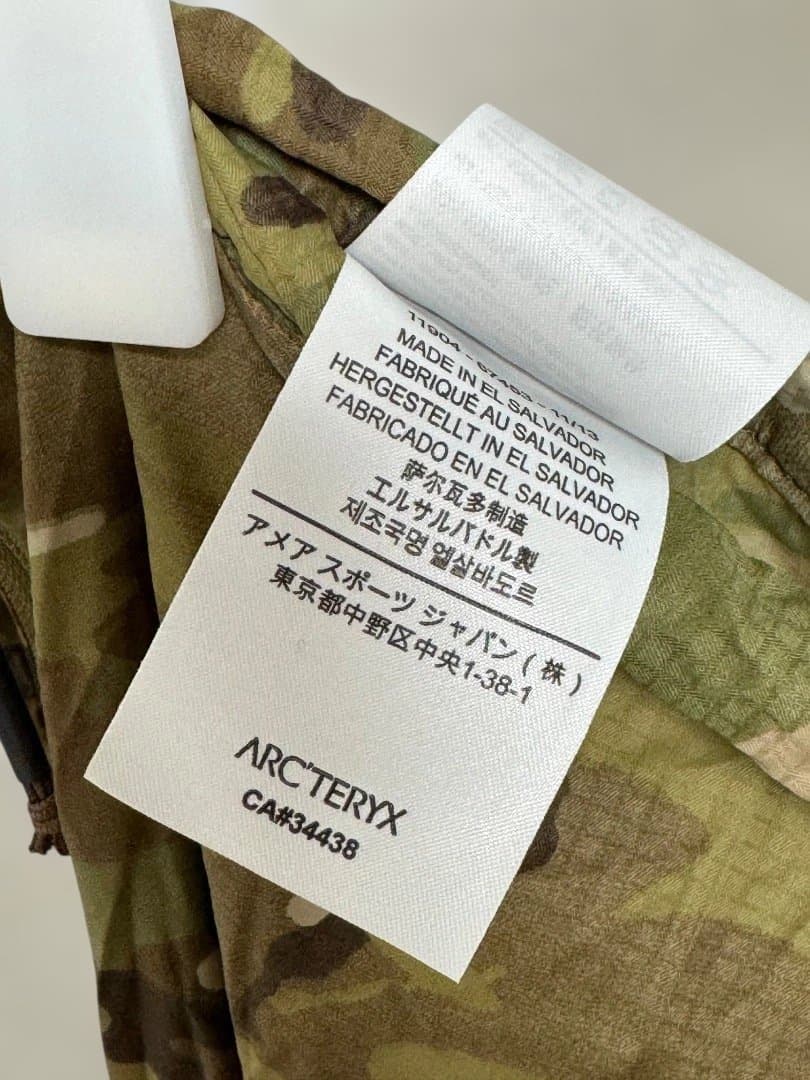 MADE IN EL SALVADOR
FABRIQUÉ AU SALVADOR
HERGESTELLT IN EL SALVADOR
FABRICADO EN EL SALVADOR
萨尔瓦多制造
エルサルバドル製
제조국명 엘살바도르
アメア スポーツ ジャパン ( 株 )
東京都中野区中央1-38-1
ARC'TERYX
CA#34438